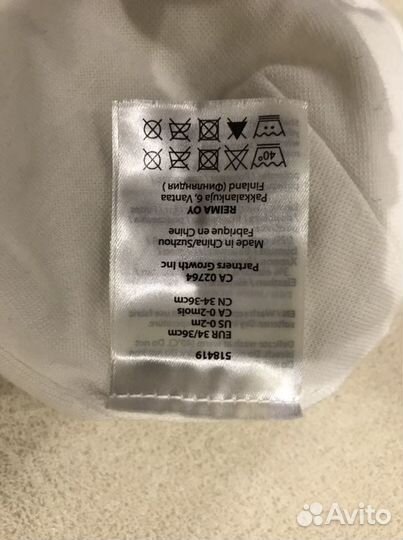 518419
EUR 34/36cm
US 0-2m
CA 0-2mois
CN 34-36cm
CA 02764
Partners Growth Inc
Fabrique en Chine
Made in China/Suzhou
REIMA OY
Pakkalankuja 6, Vantaa
Finland (Финляндия)
40°
Avito